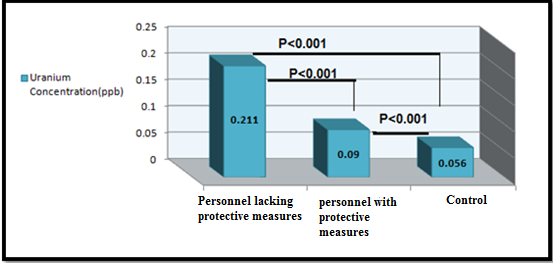 0.25
0.2
0.15
0.1
0.05
0
Uranium
Concentration(ppb)
P<0.001
P<0.001
P<0.001
0.211
0.09
0.056
Personnel lacking
protective measures
personnel with
protective
measures
Control